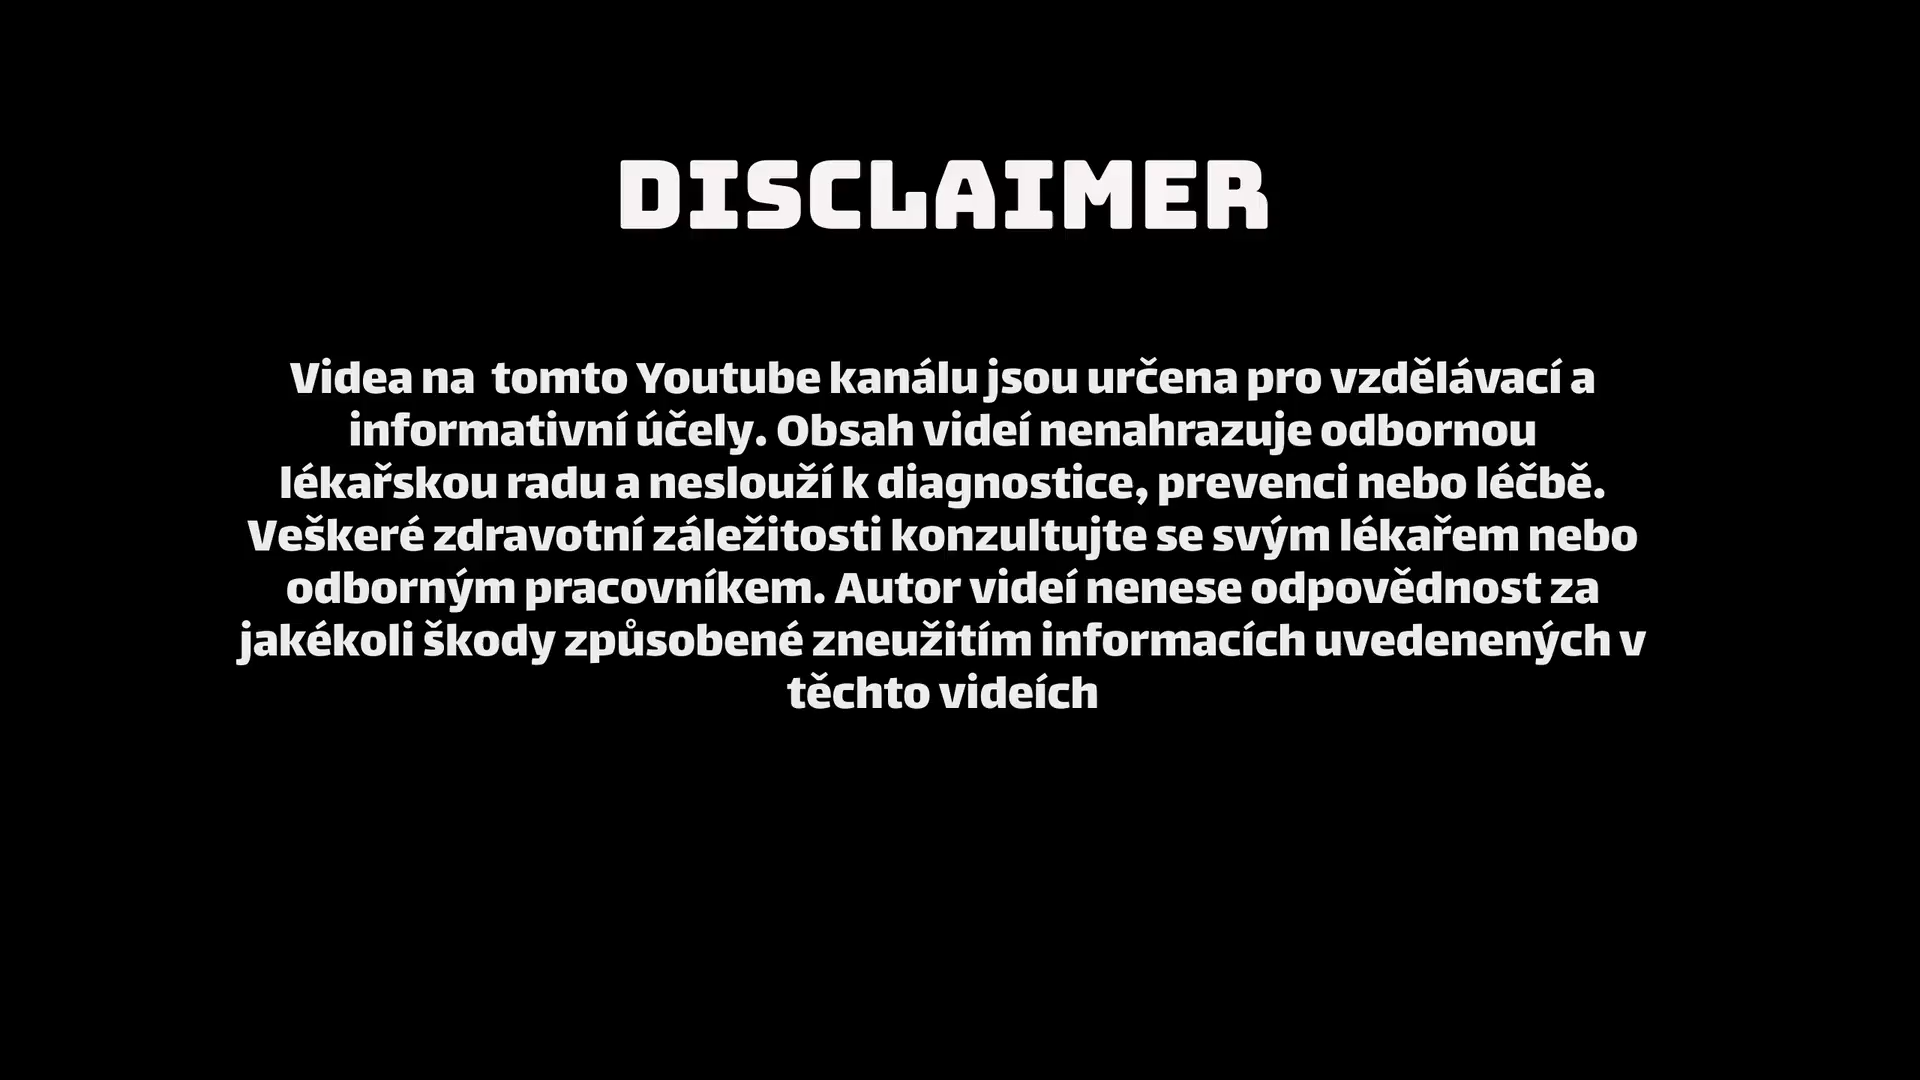 DISCLAIMER
Videa na  tomto Youtube kanálu jsou určena pro vzdělávací a
informativní účely. Obsah videí nenahrazuje odbornou
lékařskou radu a neslouží k diagnostice, prevenci nebo léčbě.
Veškeré zdravotní záležitosti konzultujte se svým lékařem nebo
odborným pracovníkem. Autor videí nenese odpovědnost za
jakékoli škody způsobené zneužitím informacích uvedenených v
těchto videích